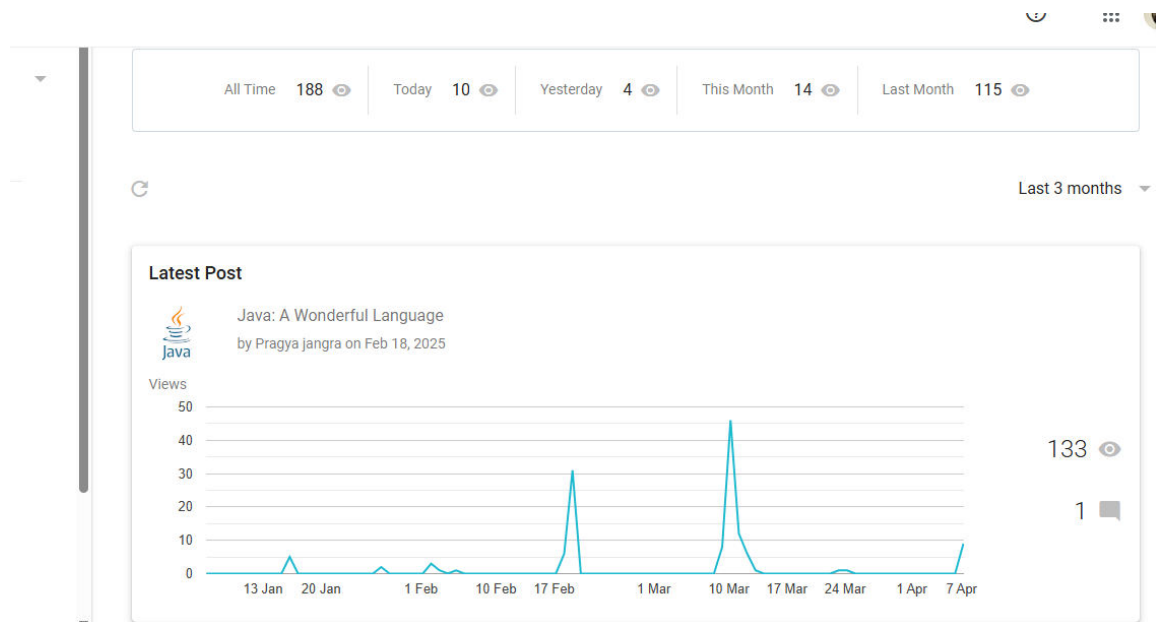 All Time 188 Today 10 Yesterday 4 This Month 14 Last Month 115
Last 3 months
Latest Post
Java: A Wonderful Language
by Pragya jangra on Feb 18, 2025
Java
Views
50
40
30
20
10
0
133
1
13 Jan 20 Jan 1 Feb 10 Feb 17 Feb 1 Mar 10 Mar 17 Mar 24 Mar 1 Apr 7 Apr